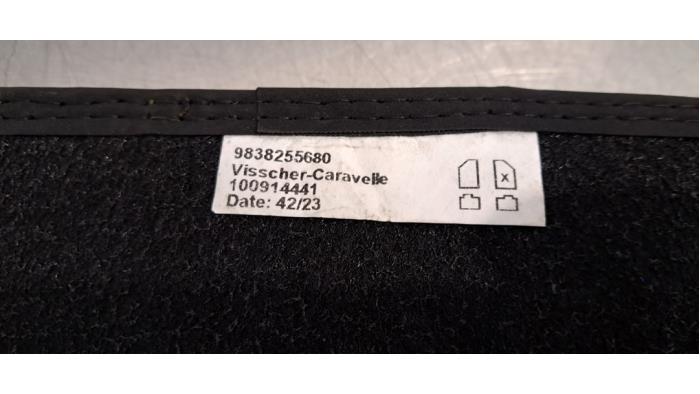 9838255680
Visscher-Caravelle
100914441
Date: 42/23
x